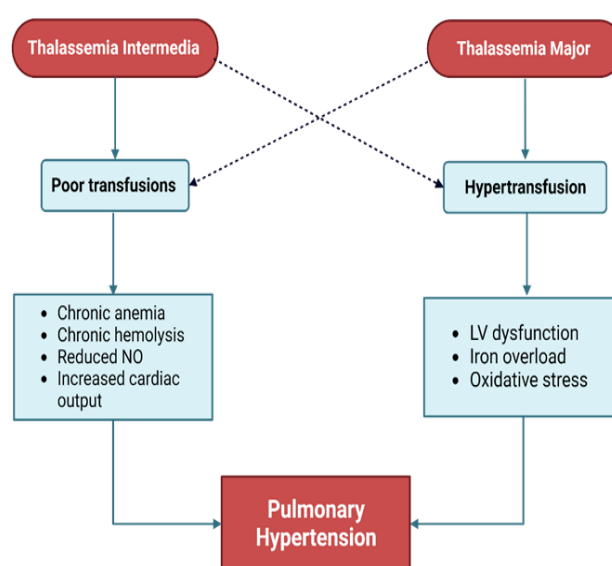 Thalassemia Intermedia
Thalassemia Major
Poor transfusions
Hypertransfusion
• Chronic anemia
• Chronic hemolysis
• Reduced NO
• Increased cardiac
output
• LV dysfunction
• Iron overload
• Oxidative stress
Pulmonary
Hypertension